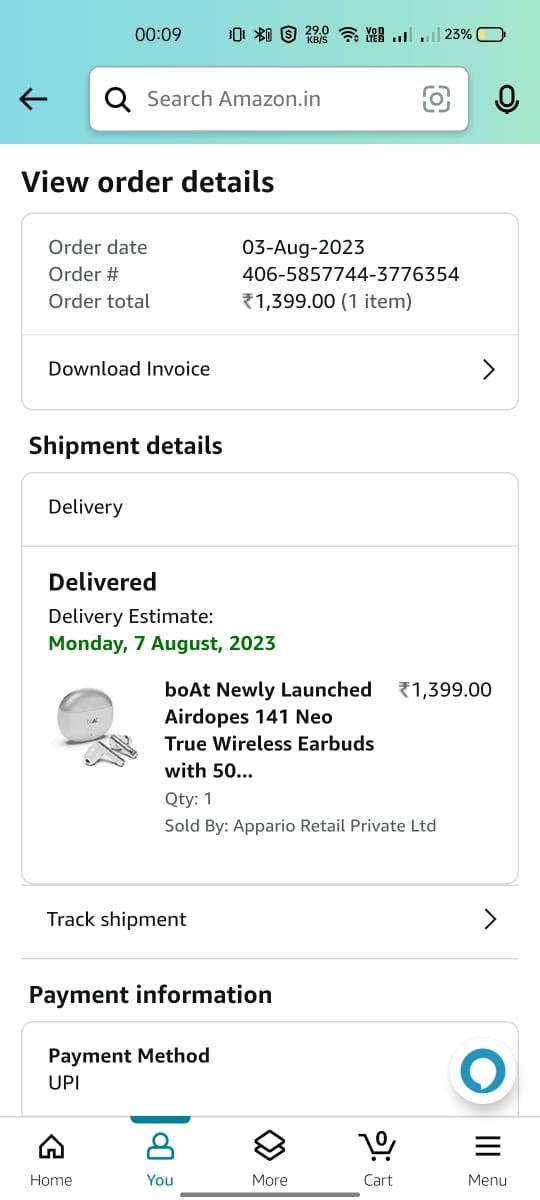 00:09
29.0
KB/S
VoD
LTEB
23%
Search Amazon.in
View order details
Order date 03-Aug-2023
Order # 406-5857744-3776354
Order total ₹1,399.00 (1 item)
Download Invoice
Shipment details
Delivery
Delivered
Delivery Estimate:
Monday, 7 August, 2023
boAt Newly Launched ₹1,399.00
Airdopes 141 Neo
True Wireless Earbuds
with 50...
Qty: 1
Sold By: Appario Retail Private Ltd
Track shipment
Payment information
Payment Method
UPI
0
Home You More Cart Menu